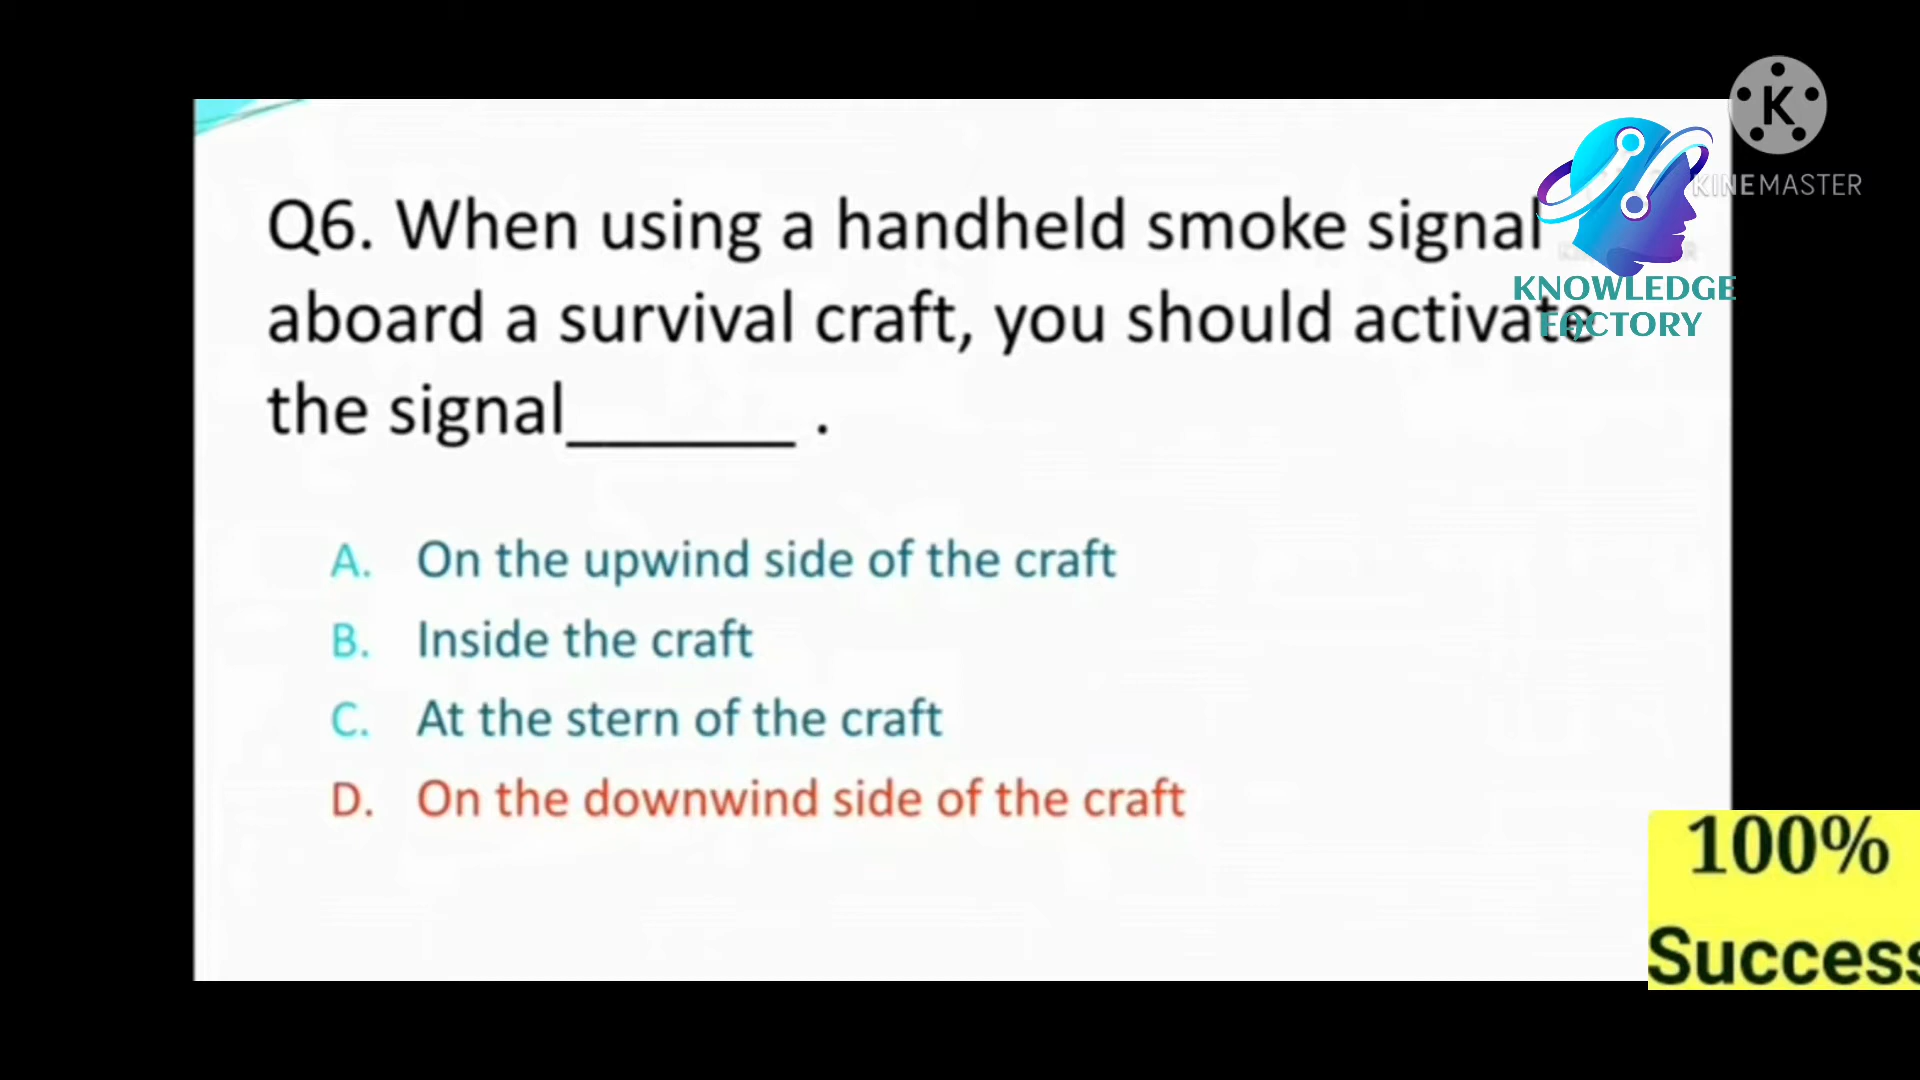 Q6. When using a handheld smoke signal
aboard a survival craft, you should activate
the signal_______ .
A. On the upwind side of the craft
B. Inside the craft
C. At the stern of the craft
D. On the downwind side of the craft
K
KINEMASTER
KNOWLEDGE
FACTORY
100%
Success